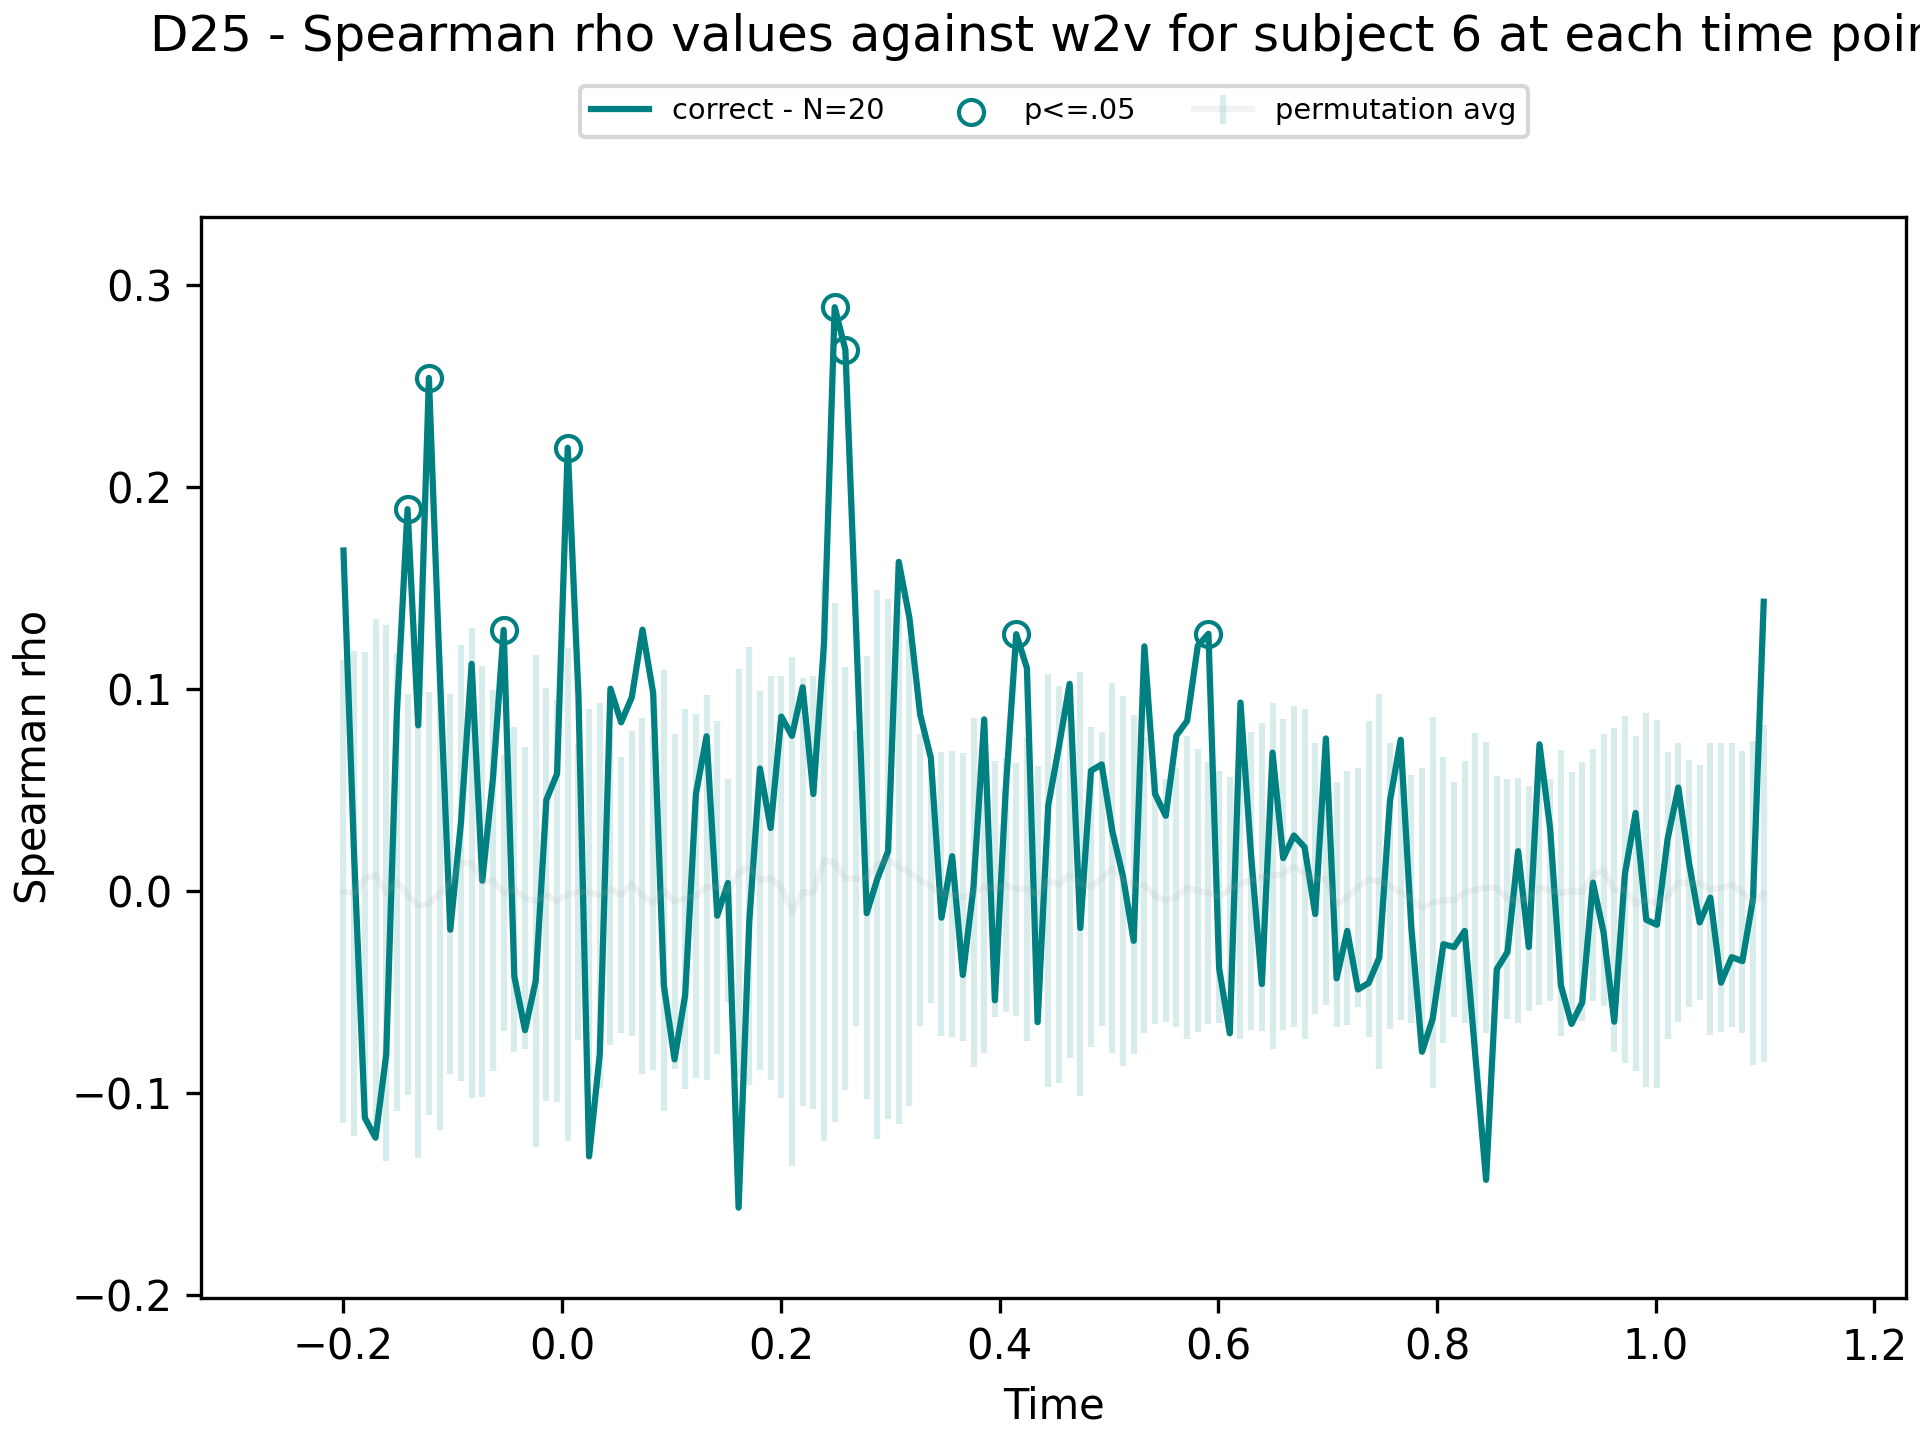 D25 - Spearman rho values against w2v for subject 6 at each time poin
correct - N=20 p<=.05 permutation avg
Spearman rho
0.3
0.2
0.1
0.0
−0.1
−0.2
−0.2 0.0 0.2 0.4 0.6 0.8 1.0 1.2
Time